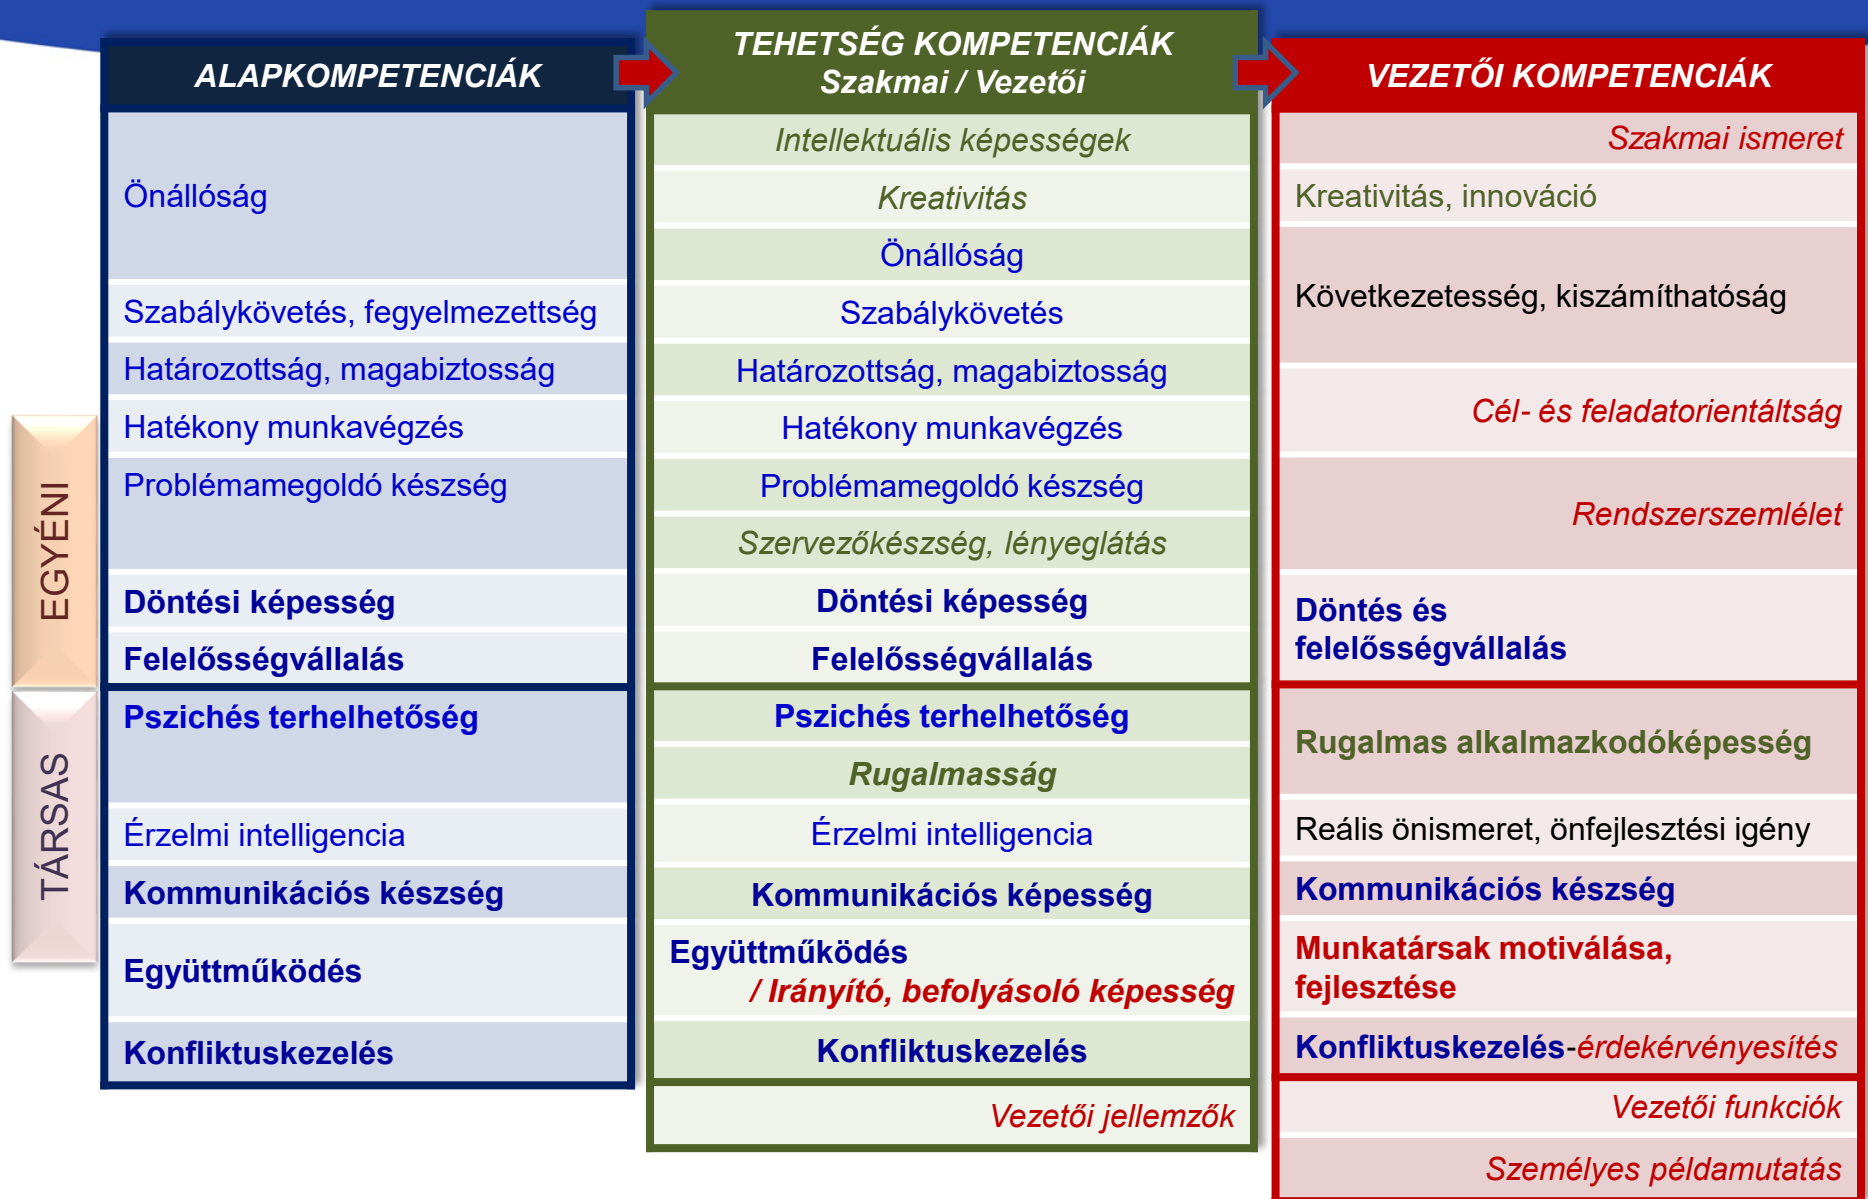 ALAPKOMPETENCIÁK
Önállóság
Szabálykövetés, fegyelmezettség
Határozottság, magabiztosság
Hatékony munkavégzés
Problémamegoldó készség
Döntési képesség
Felelősségvállalás
Pszichés terhelhetőség
Érzelmi intelligencia
Kommunikációs készség
Együttműködés
Konfliktuskezelés
EGYÉNI
TÁRSAS
TEHETSÉG KOMPETENCIÁK
Szakmai / Vezetői
Intellektuális képességek
Kreativitás
Önállóság
Szabálykövetés
Határozottság, magabiztosság
Hatékony munkavégzés
Problémamegoldó készség
Szervezőkészség, lényeglátás
Döntési képesség
Felelősségvállalás
Pszichés terhelhetőség
Rugalmasság
Érzelmi intelligencia
Kommunikációs képesség
Együttműködés
/ Irányító, befolyásoló képesség
Konfliktuskezelés
Vezetői jellemzők
VEZETŐI KOMPETENCIÁK
Szakmai ismeret
Kreativitás, innováció
Következetesség, kiszámíthatóság
Cél- és feladatorientáltság
Rendszerszemlélet
Döntés és
felelősségvállalás
Rugalmas alkalmazkodóképesség
Reális önismeret, önfejlesztési igény
Kommunikációs készség
Munkatársak motiválása,
fejlesztése
Konfliktuskezelés-érdekérvényesítés
Vezetői funkciók
Személyes példamutatás